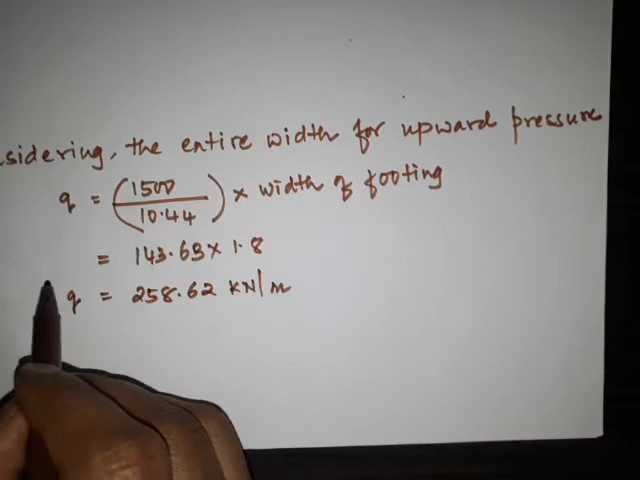 sidering, the entire width for upward pressure
q = (1500/10.44) × width of footing
= 143.63 × 1.8
q = 258.62 KN/m